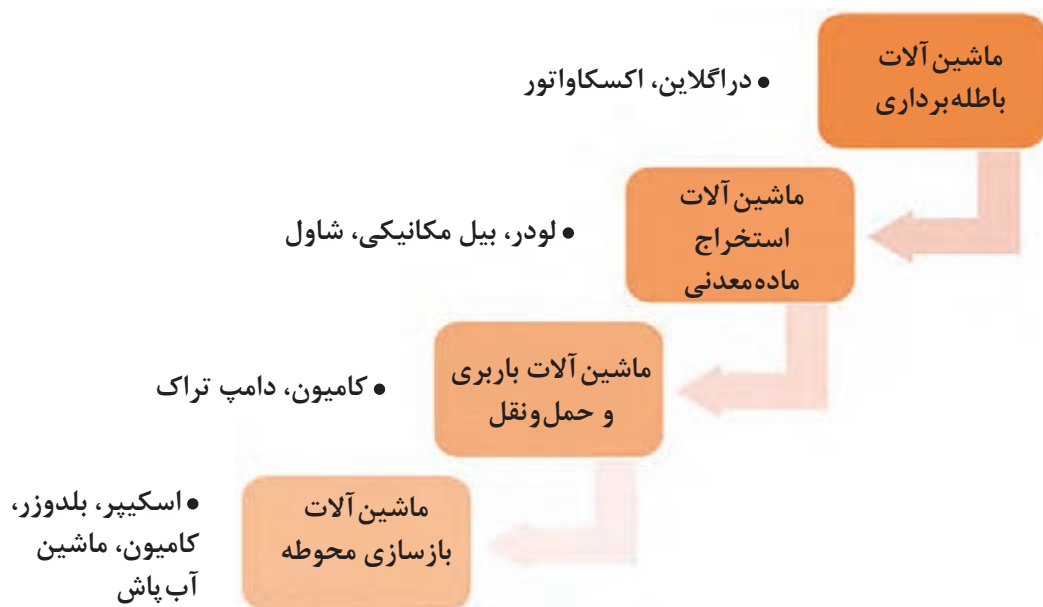 ماشین‌آلات
باطله‌برداری
• دراگلاین، اکسکاواتور
ماشین‌آلات
استخراج
ماده‌معدنی
• لودر، بیل مکانیکی، شاول
ماشین‌آلات باربری
و حمل‌ونقل
• کامیون، دامپ تراک
ماشین‌آلات
بازسازی محوطه
• اسکیپر، بلدوزر،
کامیون، ماشین
آب‌پاش